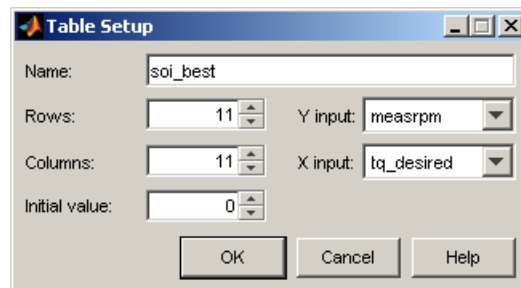 Table Setup
Name: soi_best
Rows: 11 Y input: measrpm
Columns: 11 X input: tq_desired
Initial value: 0
OK Cancel Help